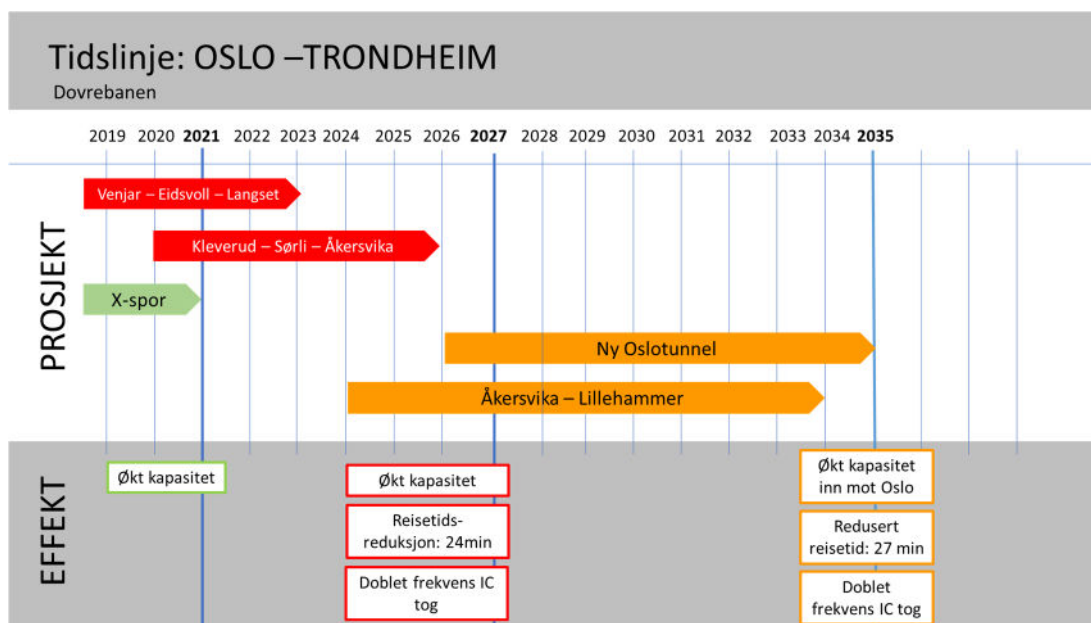 Tidslinje: OSLO –TRONDHEIM
Dovrebanen
2019 2020 2021 2022 2023 2024 2025 2026 2027 2028 2029 2030 2031 2032 2033 2034 2035
PROSJEKT
Venjar – Eidsvoll – Langset
Kleverud – Sørli – Åkersvika
X-spor
Ny Oslotunnel
Åkersvika – Lillehammer
EFFEKT
Økt kapasitet
Økt kapasitet
Reisetids-
reduksjon: 24min
Doblet frekvens IC
tog
Økt kapasitet
inn mot Oslo
Redusert
reisetid: 27 min
Doblet
frekvens IC tog